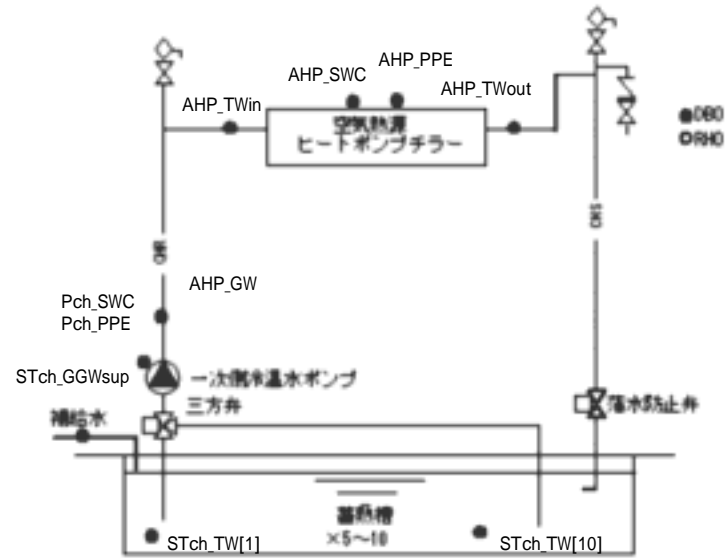 AHP_SWC
AHP_PPE
AHP_TWin
AHP_TWout
空気熱源
ヒートポンプチラー
DBO
RHO
AHP_GW
Pch_SWC
Pch_PPE
STch_GGWsup
一次側冷温水ポンプ
三方弁
落水防止弁
補給水
蓄熱槽
×5～10
STch_TW[1]
STch_TW[10]